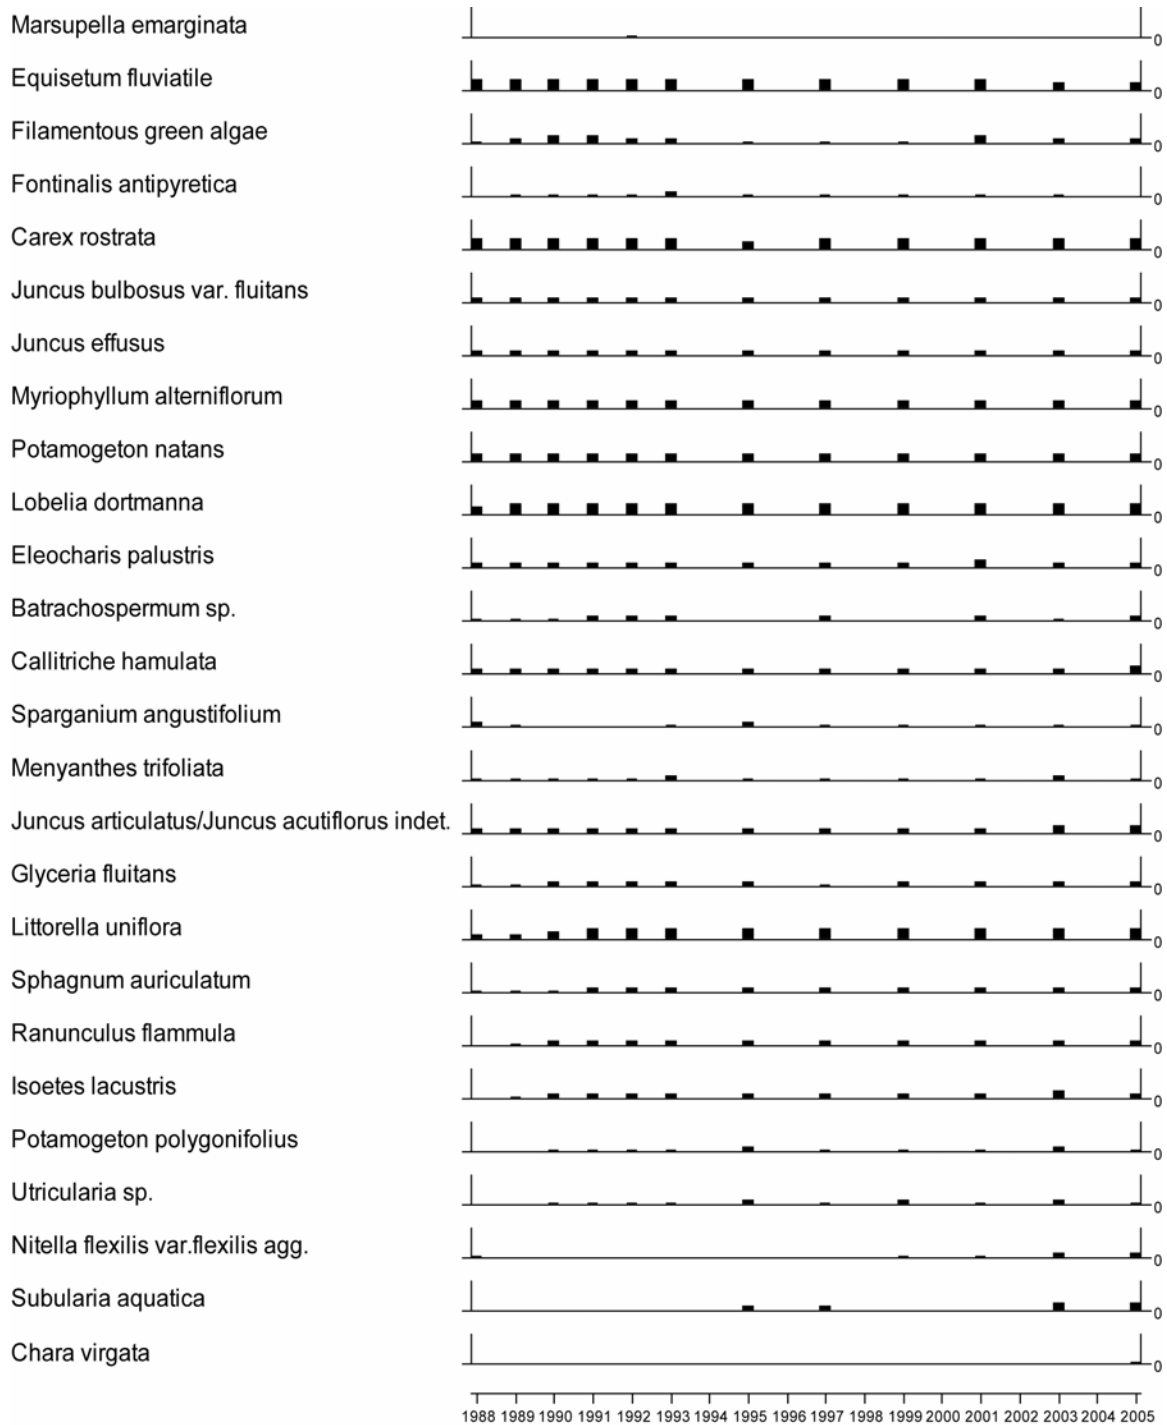 Marsupella emarginata 0
Equisetum fluviatile 0
Filamentous green algae 0
Fontinalis antipyretica 0
Carex rostrata 0
Juncus bulbosus var. fluitans 0
Juncus effusus 0
Myriophyllum alterniflorum 0
Potamogeton natans 0
Lobelia dortmanna 0
Eleocharis palustris 0
Batrachospermum sp. 0
Callitriche hamulata 0
Sparganium angustifolium 0
Menyanthes trifoliata 0
Juncus articulatus/Juncus acutiflorus indet. 0
Glyceria fluitans 0
Littorella uniflora 0
Sphagnum auriculatum 0
Ranunculus flammula 0
Isoetes lacustris 0
Potamogeton polygonifolius 0
Utricularia sp. 0
Nitella flexilis var.flexilis agg. 0
Subularia aquatica 0
Chara virgata 0
1988 1989 1990 1991 1992 1993 1994 1995 1996 1997 1998 1999 2000 2001 2002 2003 2004 2005